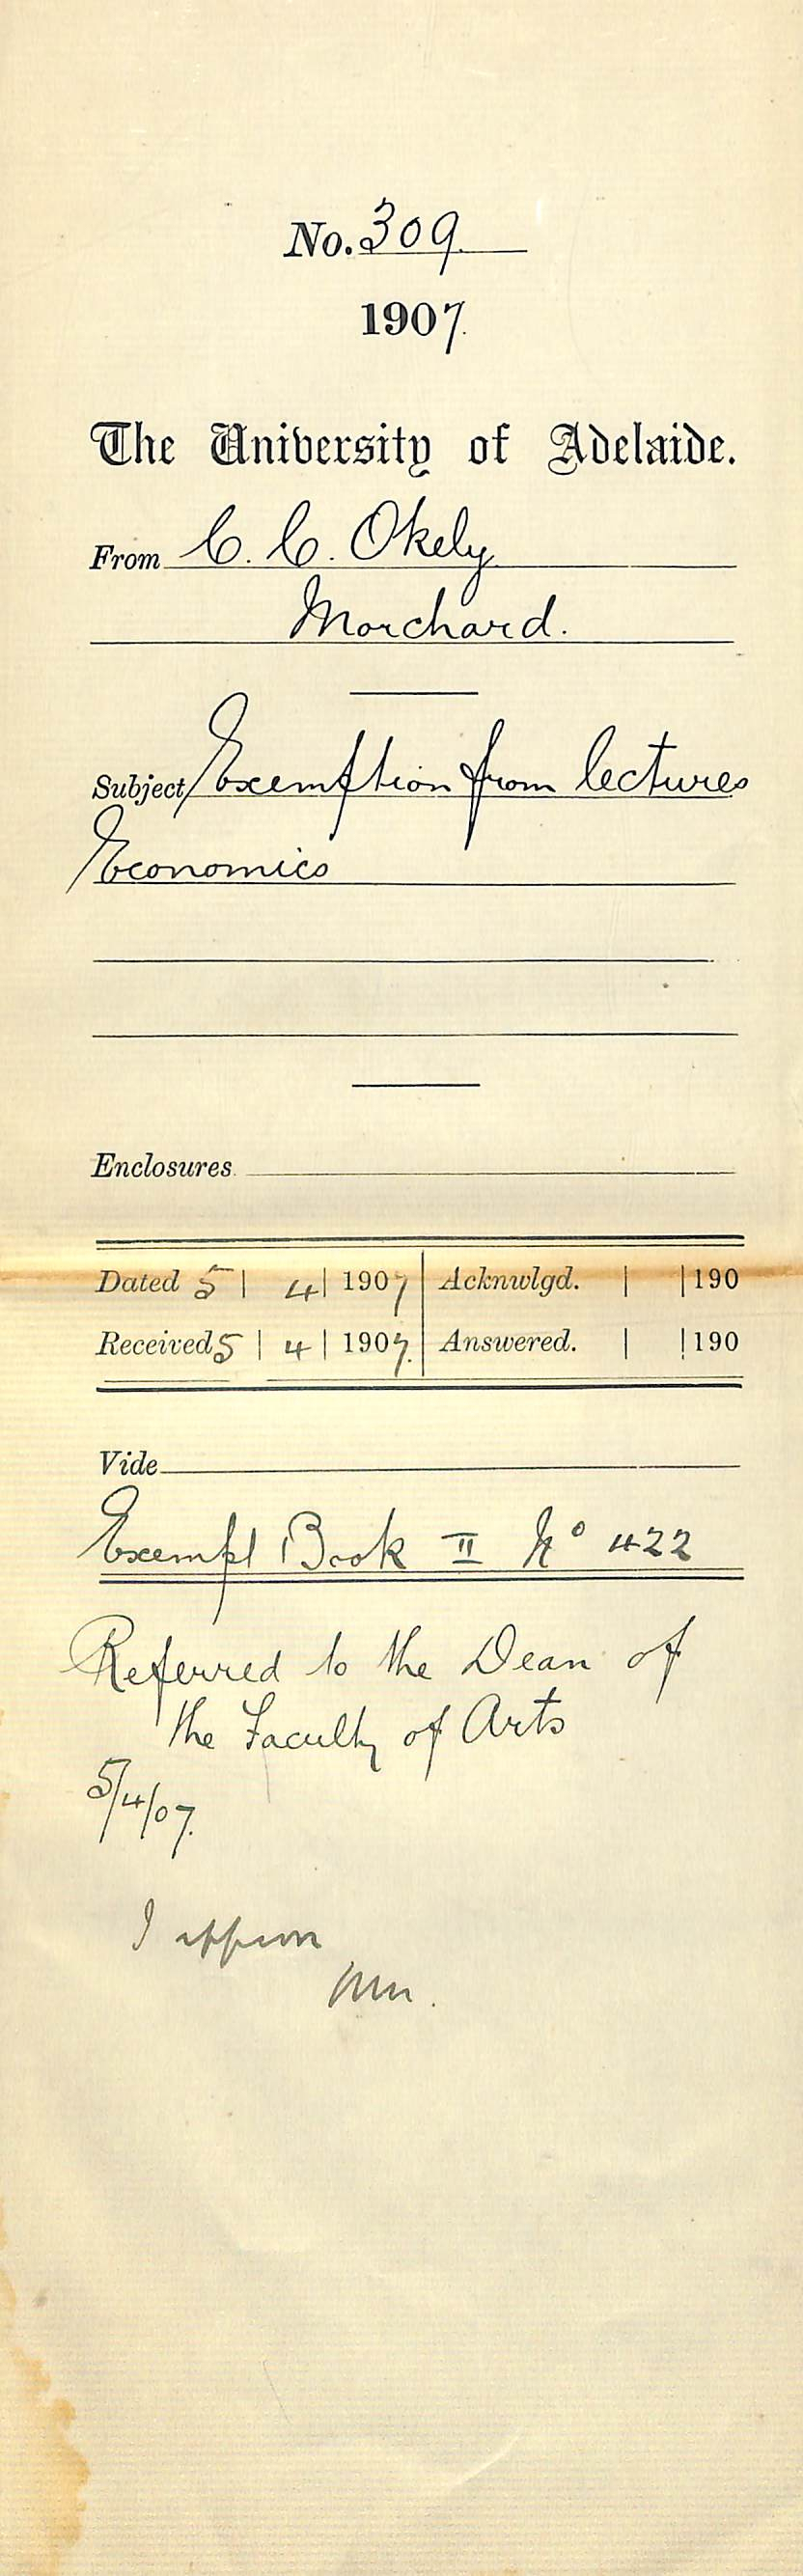 No. 309
1907.
The University of Adelaide.
From C. C. Okely
Morchard.
Subject Exemption from lectures
Economics
Enclosures
Dated 5 | 4 | 1907 Acknwlgd. | | 190
Received 5 | 4 | 1907. Answered. | | 190
Vide
Exempt Book II No 422
Referred to the Dean of
the Faculty of Arts
5/4/07.
I approve